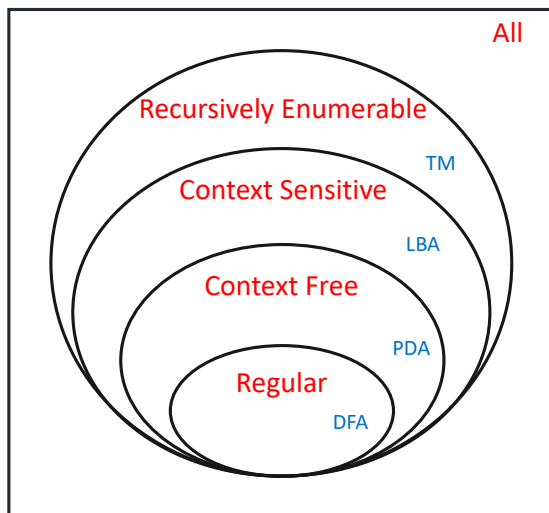 All
Recursively Enumerable
TM
Context Sensitive
LBA
Context Free
PDA
Regular
DFA